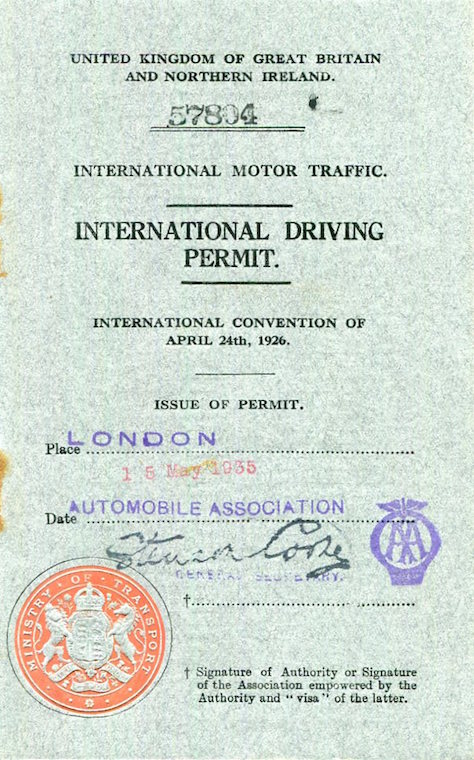 UNITED KINGDOM OF GREAT BRITAIN
AND NORTHERN IRELAND.
57804
INTERNATIONAL MOTOR TRAFFIC.
INTERNATIONAL DRIVING
PERMIT.
INTERNATIONAL CONVENTION OF
APRIL 24th, 1926.
ISSUE OF PERMIT.
LONDON
Place
15 May 1935
AUTOMOBILE ASSOCIATION
Date
AA
Stuart Cooke
GENERAL SECRETARY.
†
MINISTRY · OF · TRANSPORT
† Signature of Authority or Signature
of the Association empowered by the
Authority and " visa " of the latter.